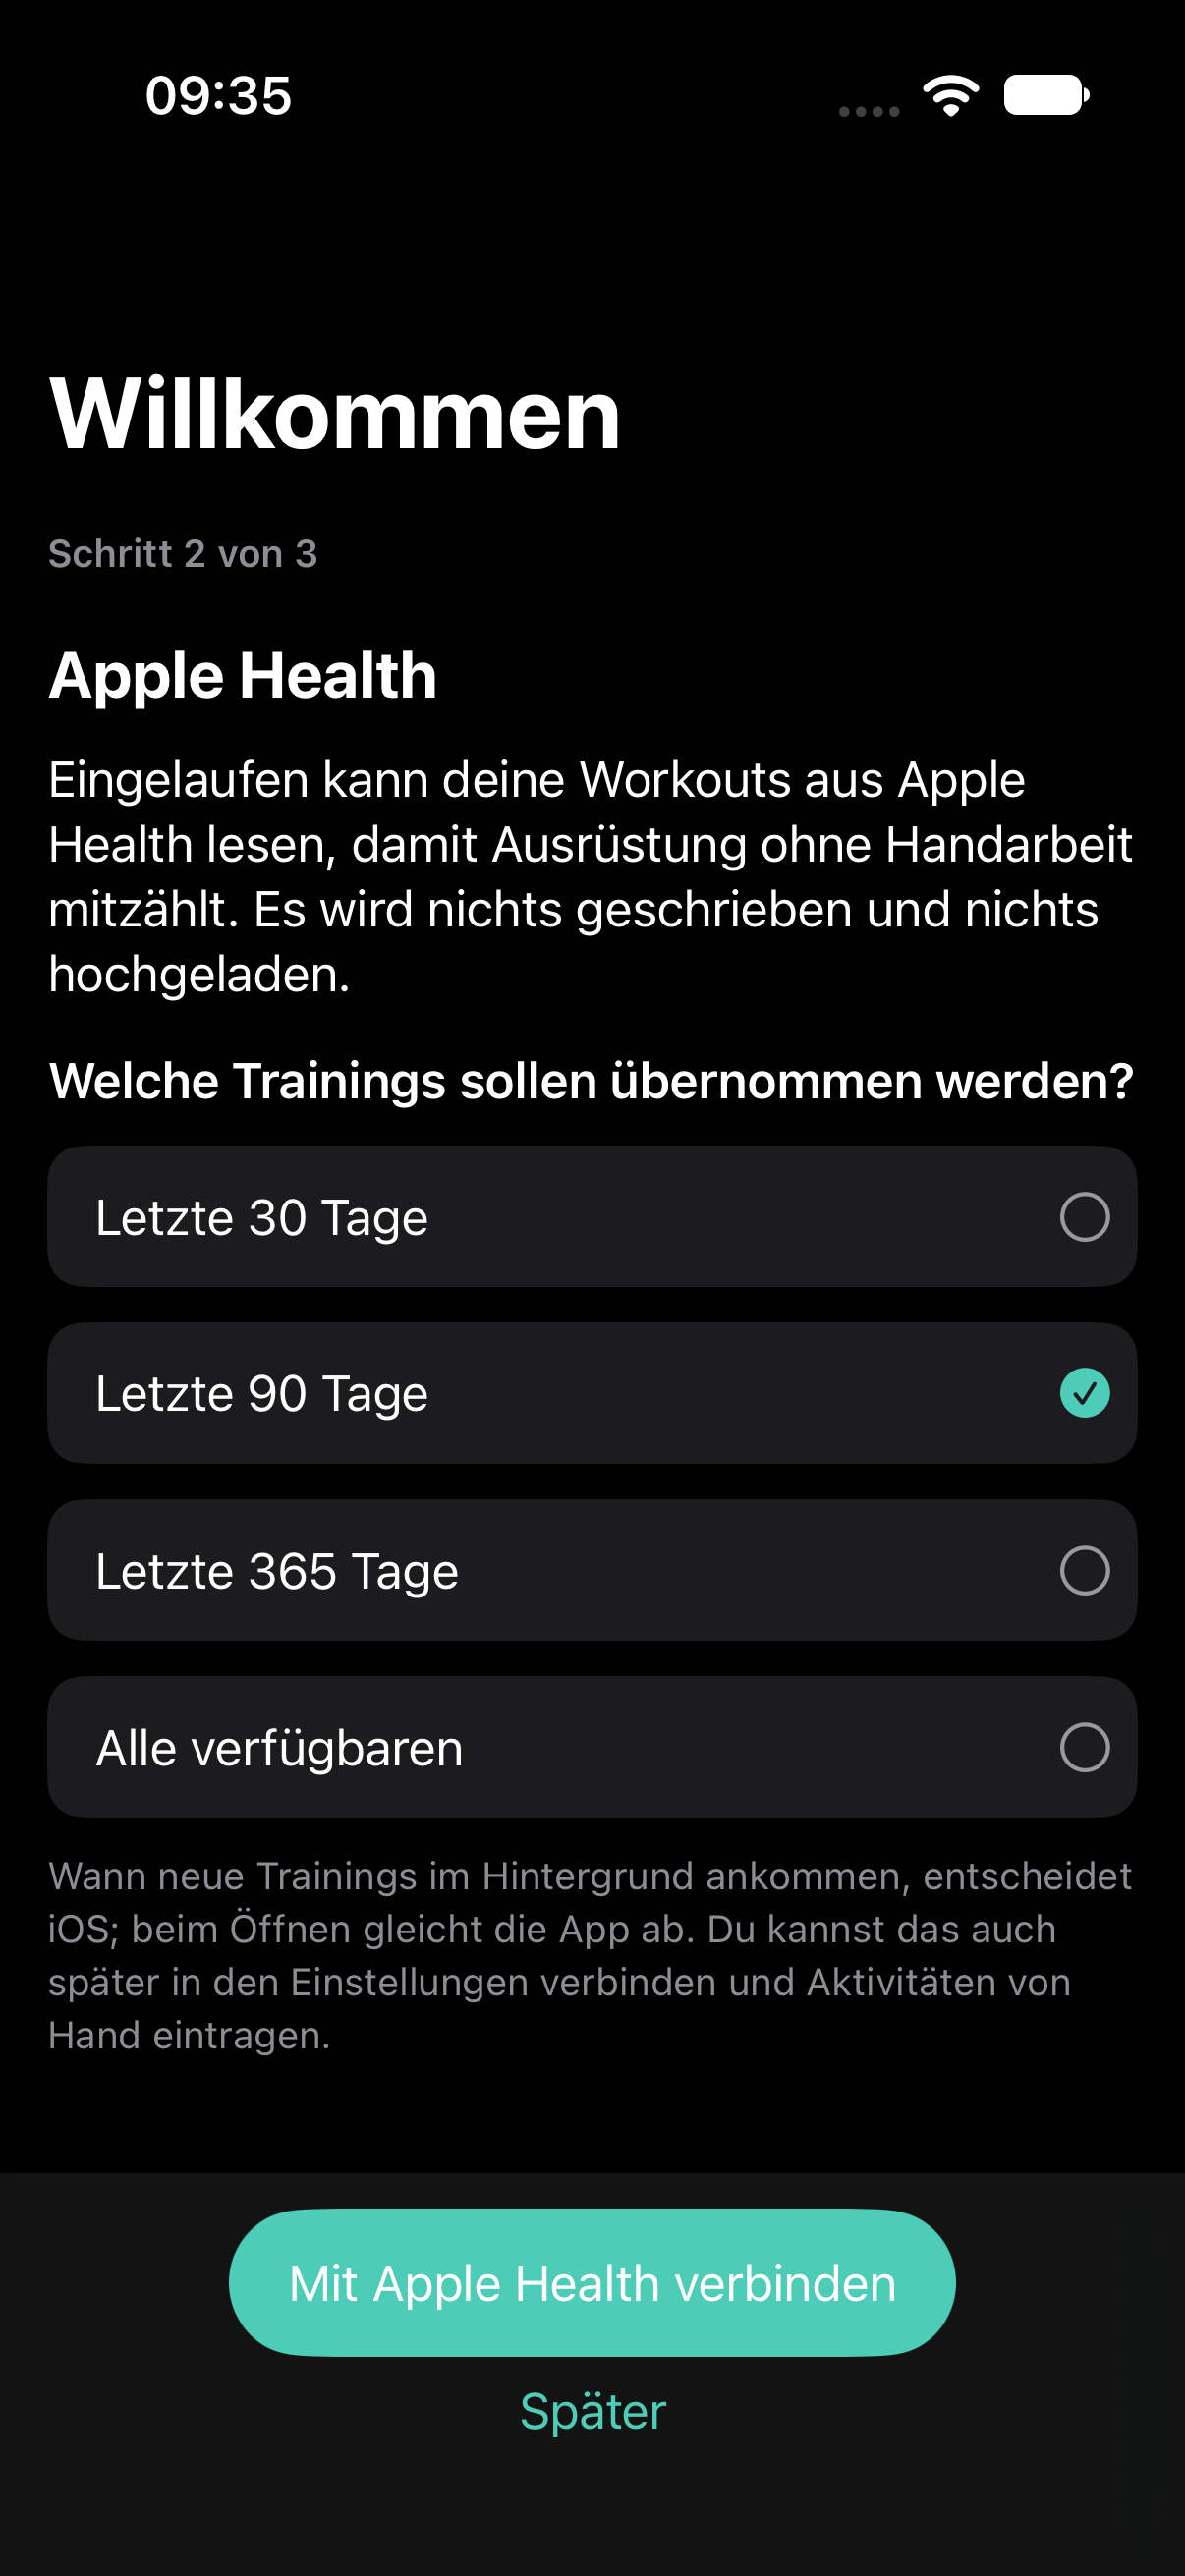 09:35
Willkommen
Schritt 2 von 3
Apple Health
Eingelaufen kann deine Workouts aus Apple
Health lesen, damit Ausrüstung ohne Handarbeit
mitzählt. Es wird nichts geschrieben und nichts
hochgeladen.
Welche Trainings sollen übernommen werden?
Letzte 30 Tage
Letzte 90 Tage
Letzte 365 Tage
Alle verfügbaren
Wann neue Trainings im Hintergrund ankommen, entscheidet
iOS; beim Öffnen gleicht die App ab. Du kannst das auch
später in den Einstellungen verbinden und Aktivitäten von
Hand eintragen.
Mit Apple Health verbinden
Später